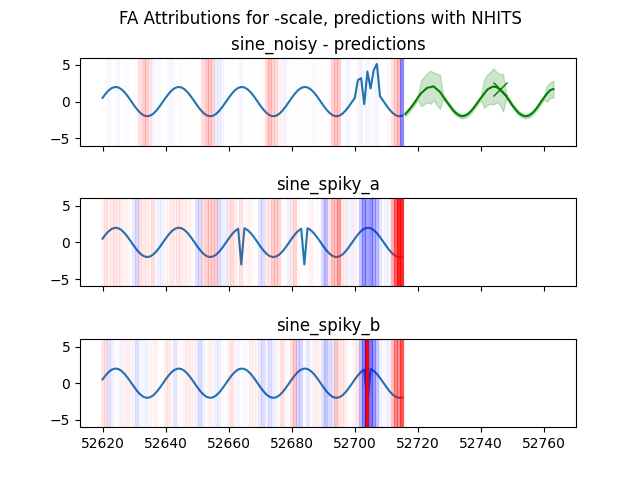 FA Attributions for -scale, predictions with NHITS
sine_noisy - predictions
5
0
−5
sine_spiky_a
5
0
−5
sine_spiky_b
5
0
−5
52620 52640 52660 52680 52700 52720 52740 52760